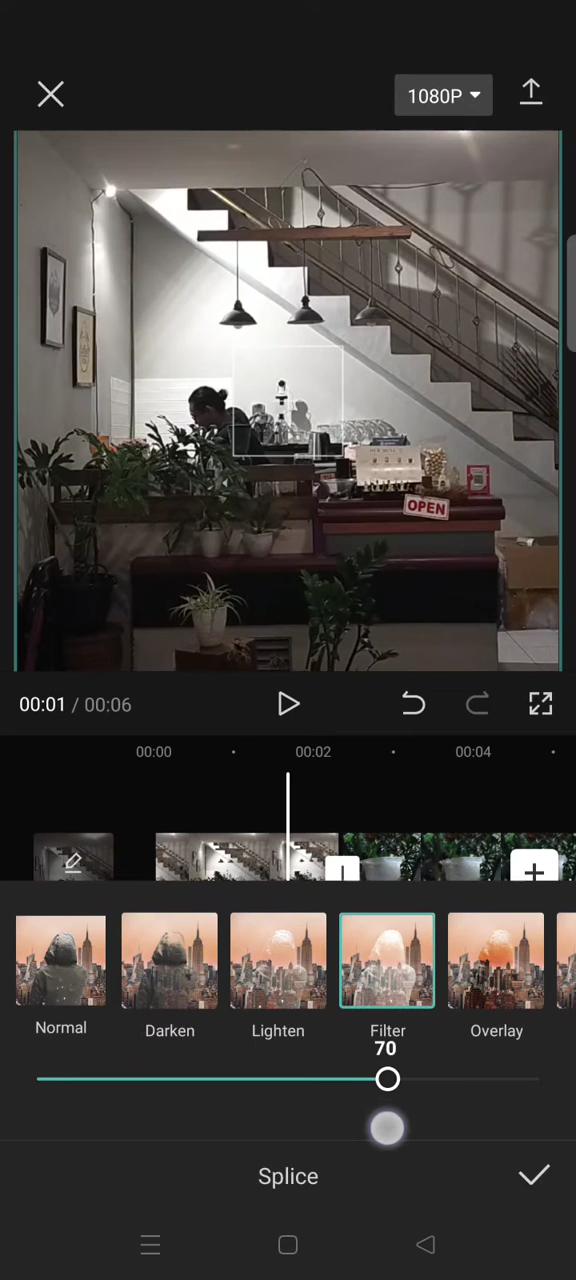 1080P
OPEN
00:01 / 00:06
00:00
00:02
00:04
Normal
Darken
Lighten
Filter
Overlay
70
Splice